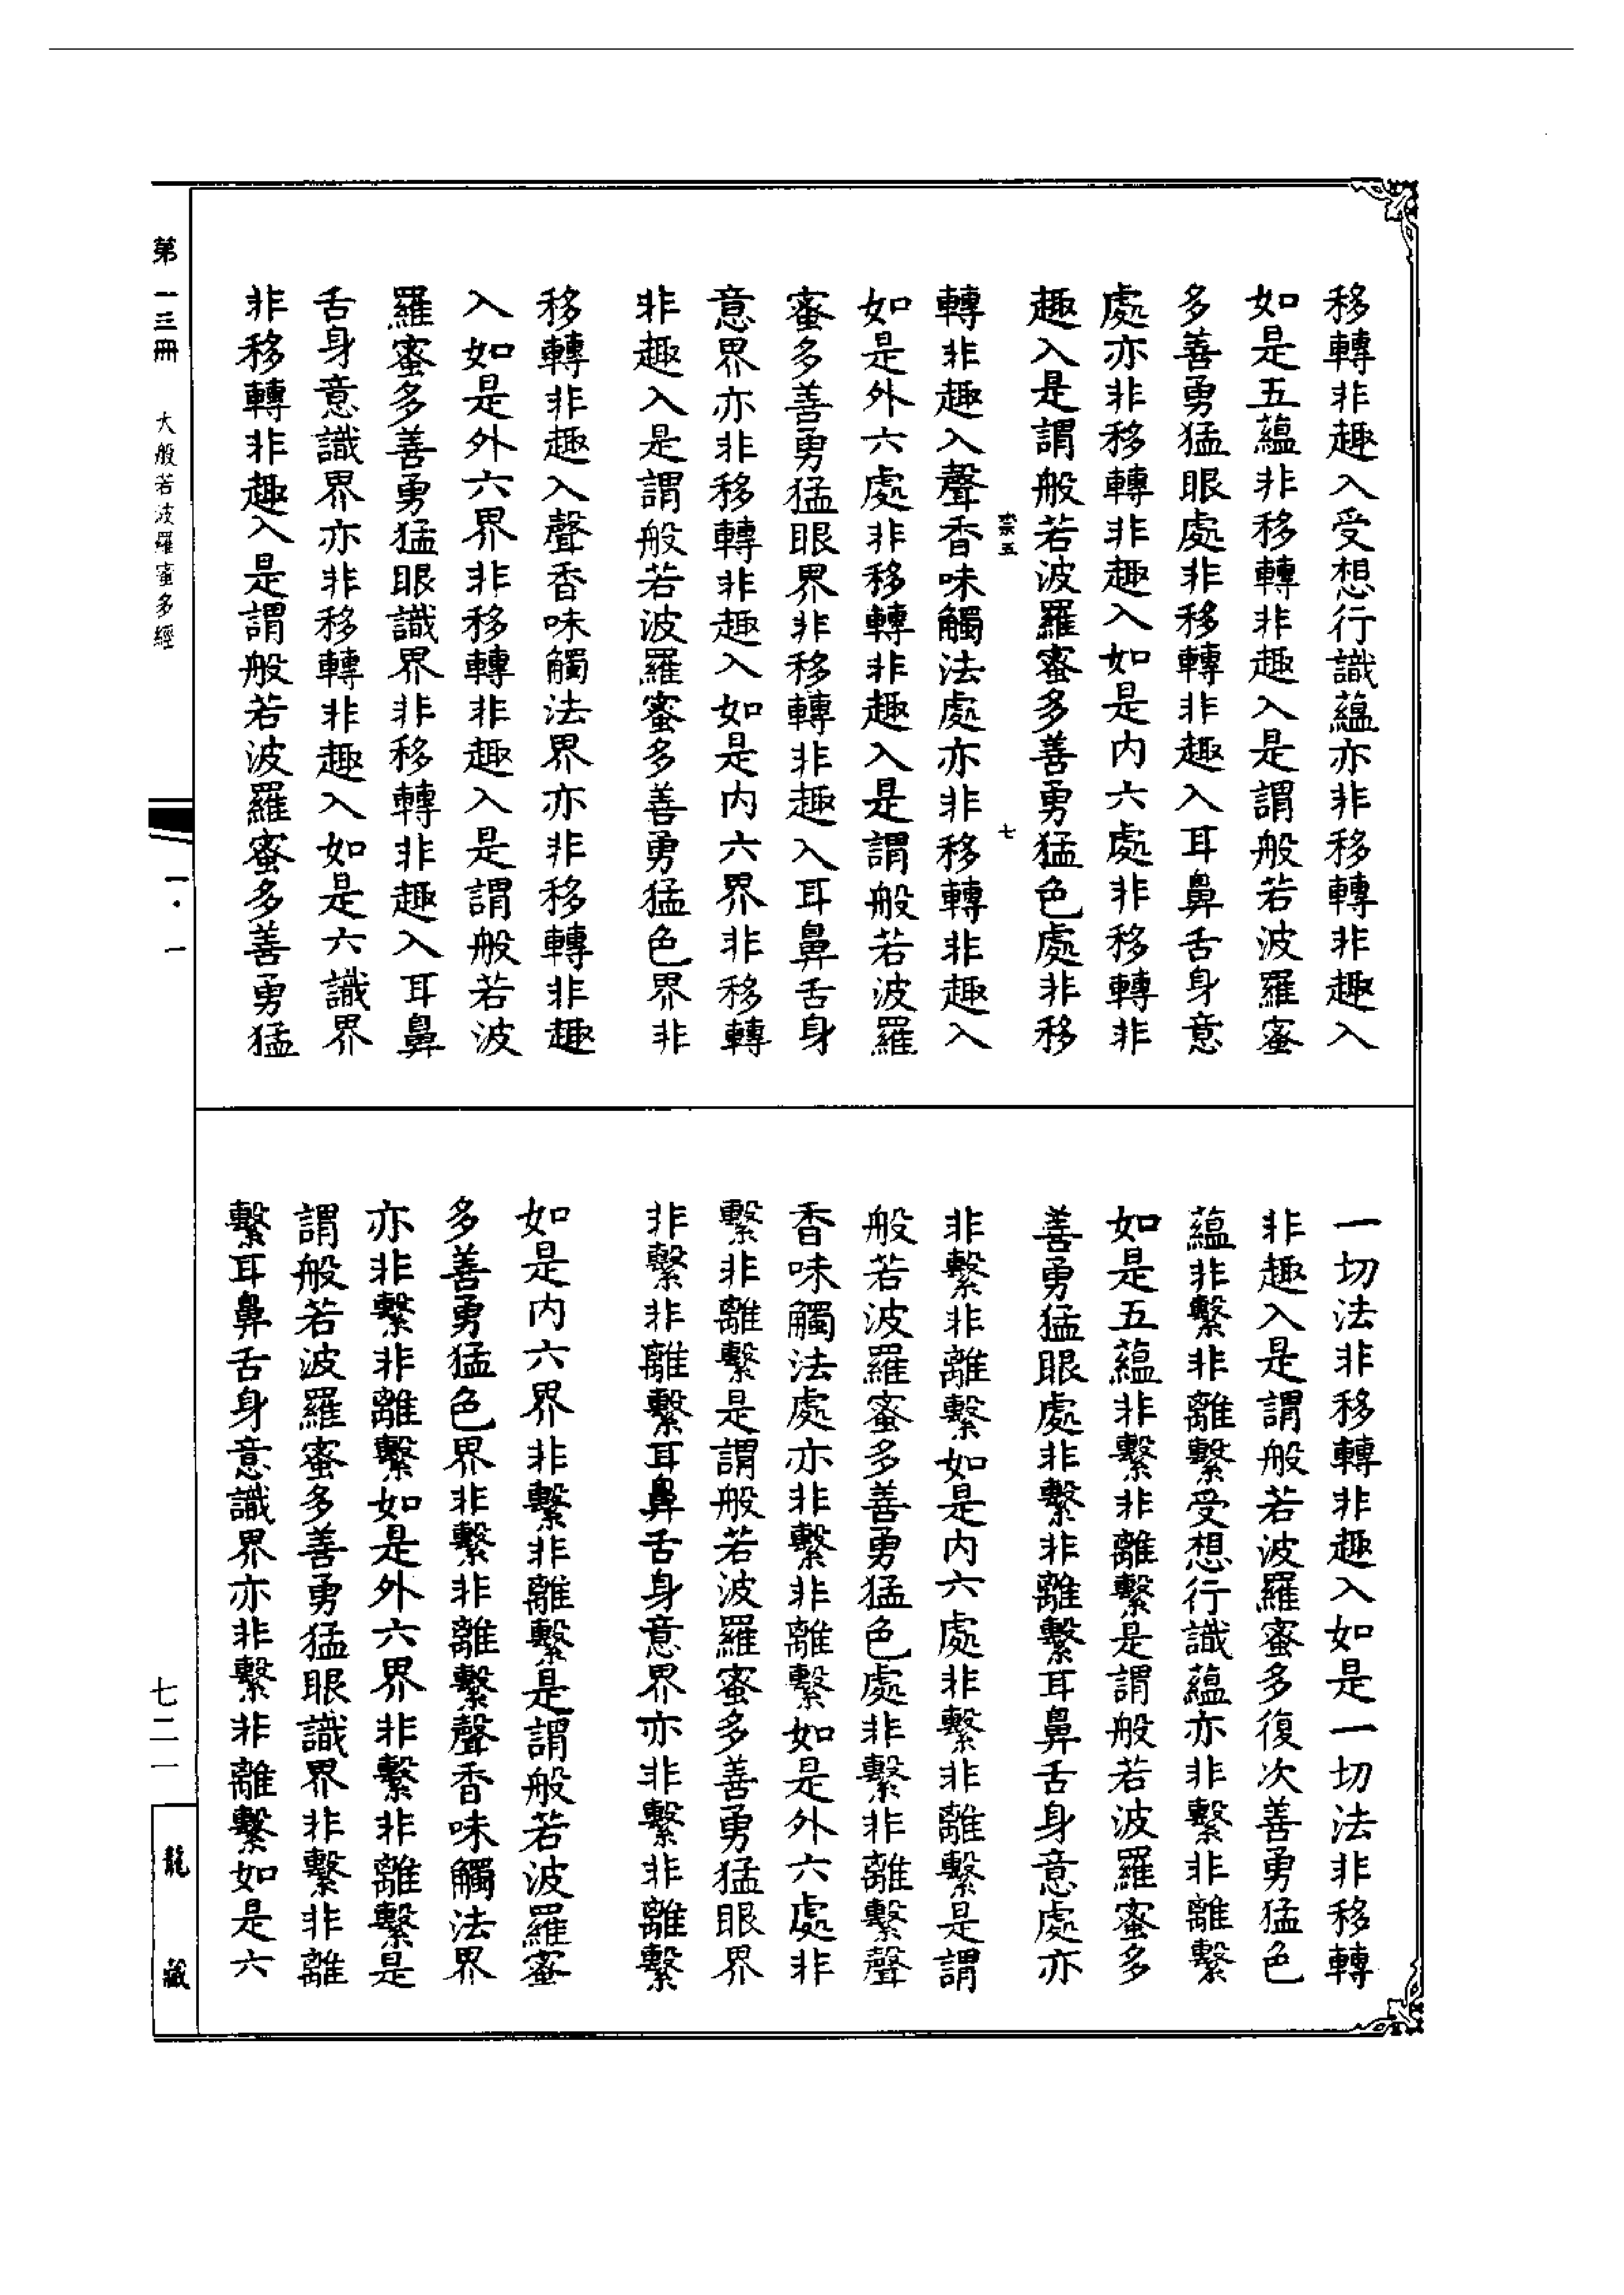 移轉非趣入受想行識蘊亦非移轉非趣入
如是五蘊非移轉非趣入是謂般若波羅蜜
多善勇猛眼處非移轉非趣入耳鼻舌身意
處亦非移轉非趣入如是内六處非移轉非
趣入是謂般若波羅蜜多善勇猛色處非移
柰五 七
轉非趣入聲香味觸法處亦非移轉非趣入
如是外六處非移轉非趣入是謂般若波羅
蜜多善勇猛眼界非移轉非趣入耳鼻舌身
意界亦非移轉非趣入如是内六界非移轉
非趣入是謂般若波羅蜜多善勇猛色界非
移轉非趣入聲香味觸法界亦非移轉非趣
入如是外六界非移轉非趣入是謂般若波
羅蜜多善勇猛眼識界非移轉非趣入耳鼻
舌身意識界亦非移轉非趣入如是六識界
非移轉非趣入是謂般若波羅蜜多善勇猛
一切法非移轉非趣入如是一切法非移轉
非趣入是謂般若波羅蜜多復次善勇猛色
蘊非繫非離繫受想行識蘊亦非繫非離繫
如是五蘊非繫非離繫是謂般若波羅蜜多
善勇猛眼處非繫非離繫耳鼻舌身意處亦
非繫非離繫如是内六處非繫非離繫是謂
般若波羅蜜多善勇猛色處非繫非離繫聲
香味觸法處亦非繫非離繫如是外六處非
繫非離繫是謂般若波羅蜜多善勇猛眼界
非繫非離繫耳鼻舌身意界亦非繫非離繫
如是内六界非繫非離繫是謂般若波羅蜜
多善勇猛色界非繫非離繫聲香味觸法界
亦非繫非離繫如是外六界非繫非離繫是
謂般若波羅蜜多善勇猛眼識界非繫非離
繫耳鼻舌身意識界亦非繫非離繫如是六
第一三冊 大般若波羅蜜多經 一·一 七二一 龍藏